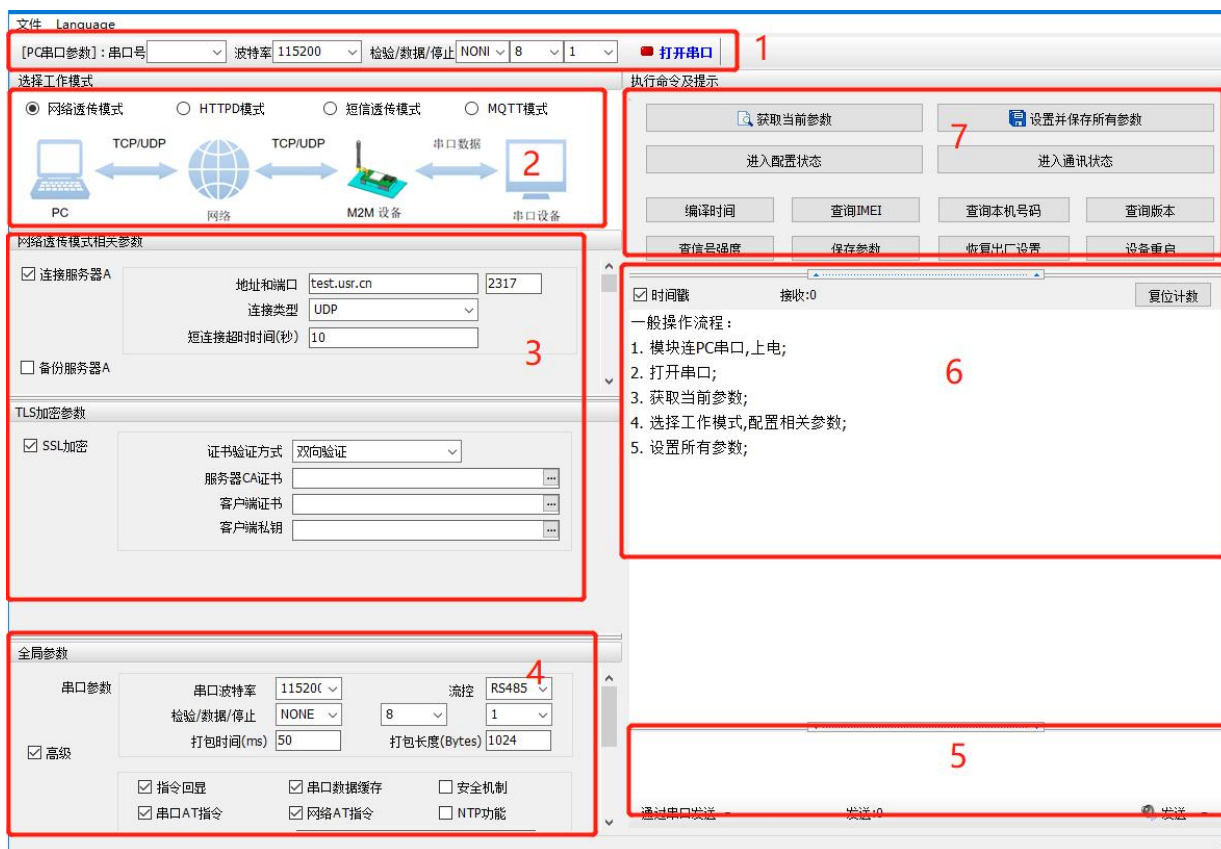 文件 Language
[PC串口参数]:串口号 波特率 115200 检验/数据/停止 NONI 8 1 打开串口 1
选择工作模式
网络透传模式 HTTPD模式 短信透传模式 MQTT模式
TCP/UDP TCP/UDP 串口数据
2
PC 网络 M2M 设备 串口设备
网络透传模式相关参数
连接服务器A
地址和端口 test.usr.cn 2317
连接类型 UDP
短连接超时时间(秒) 10
3
备份服务器A
TLS加密参数
SSL加密
证书验证方式 双向验证
服务器CA证书 ...
客户端证书 ...
客户端私钥 ...
全局参数
4
串口参数 串口波特率 11520( 流控 RS485
检验/数据/停止 NONE 8 1
打包时间(ms) 50 打包长度(Bytes) 1024
高级
指令回显 串口数据缓存 安全机制
串口AT指令 网络AT指令 NTP功能
执行命令及提示
获取当前参数 设置并保存所有参数
7
进入配置状态 进入通讯状态
编译时间 查询IMEI 查询本机号码 查询版本
查信号强度 保存参数 恢复出厂设置 设备重启
时间戳 接收:0 复位计数
一般操作流程:
1. 模块连PC串口,上电;
2. 打开串口;
3. 获取当前参数;
4. 选择工作模式,配置相关参数;
5. 设置所有参数;
6
5
通过串口发送 发送:0 发送